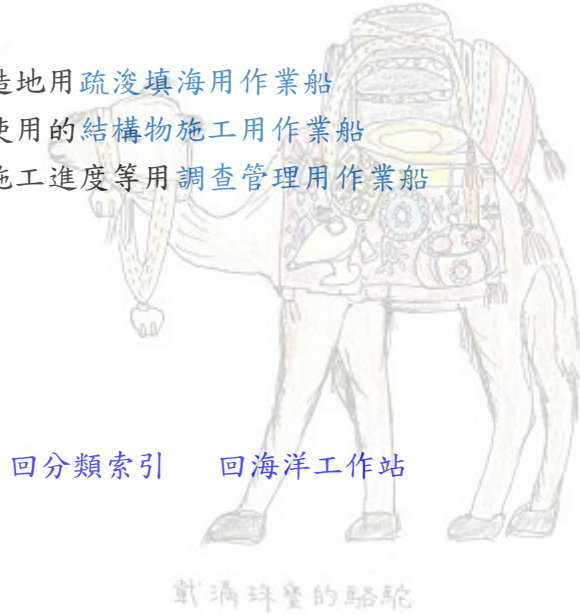 造地用疏浚填海用作業船
使用的結構物施工用作業船
施工進度等用調查管理用作業船
回分類索引 回海洋工作站
戴滿珠寶的駱駝